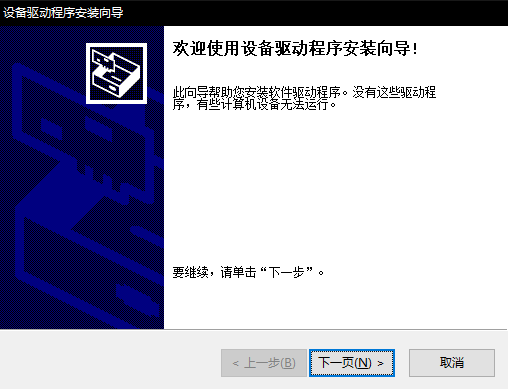 设备驱动程序安装向导
欢迎使用设备驱动程序安装向导!
此向导帮助您安装软件驱动程序。没有这些驱动程
序，有些计算机设备无法运行。
要继续，请单击“下一步”。
< 上一步(B)
下一页(N) >
取消